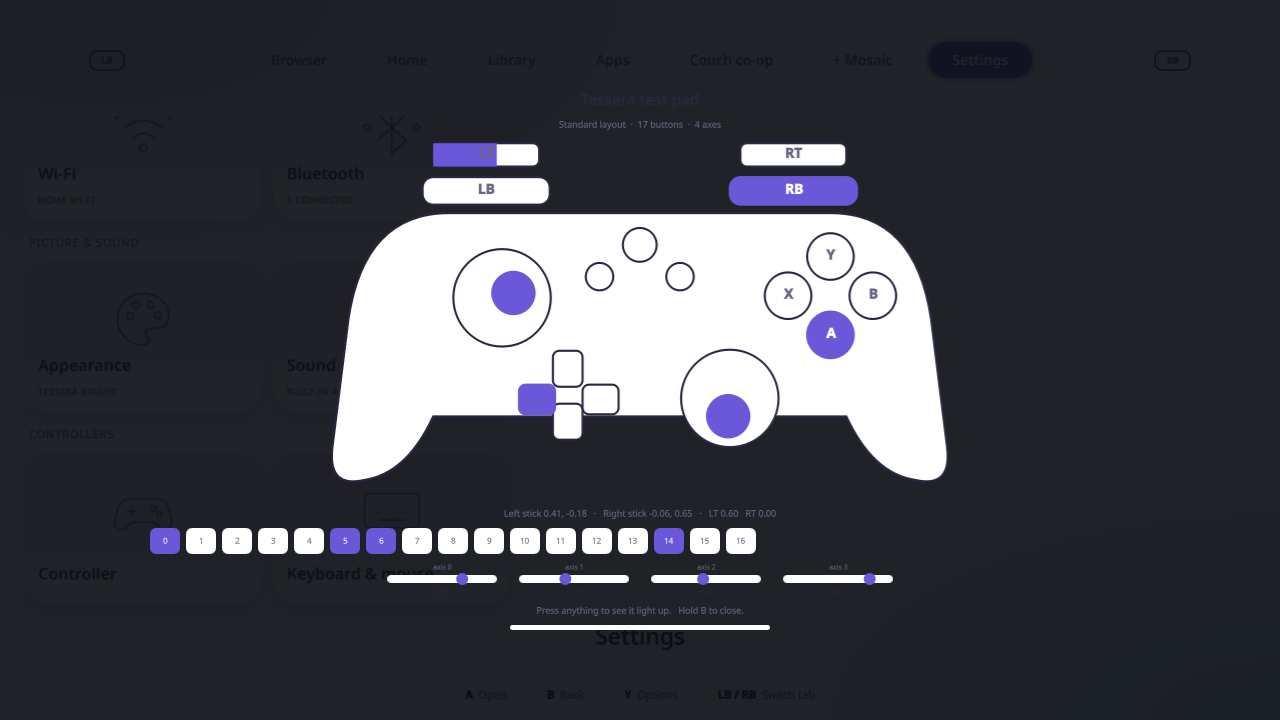 LB Browser Home Library Apps Couch co-op + Mosaic Settings RB
Tessera test pad
Standard layout · 17 buttons · 4 axes
LT RT
LB RB
Wi-Fi Bluetooth
HOME WI-FI 1 CONNECTED
PICTURE & SOUND
Y
X B
A
Appearance Sound
TESSERA BRIGHT
CONTROLLERS
Left stick 0.41, -0.18 · Right stick -0.06, 0.65 · LT 0.60 RT 0.00
0 1 2 3 4 5 6 7 8 9 10 11 12 13 14 15 16
axis 0 axis 1 axis 2 axis 3
Controller Keyboard & mouse
Press anything to see it light up. Hold B to close.
Settings
A Open B Back Y Options LB / RB Switch tab